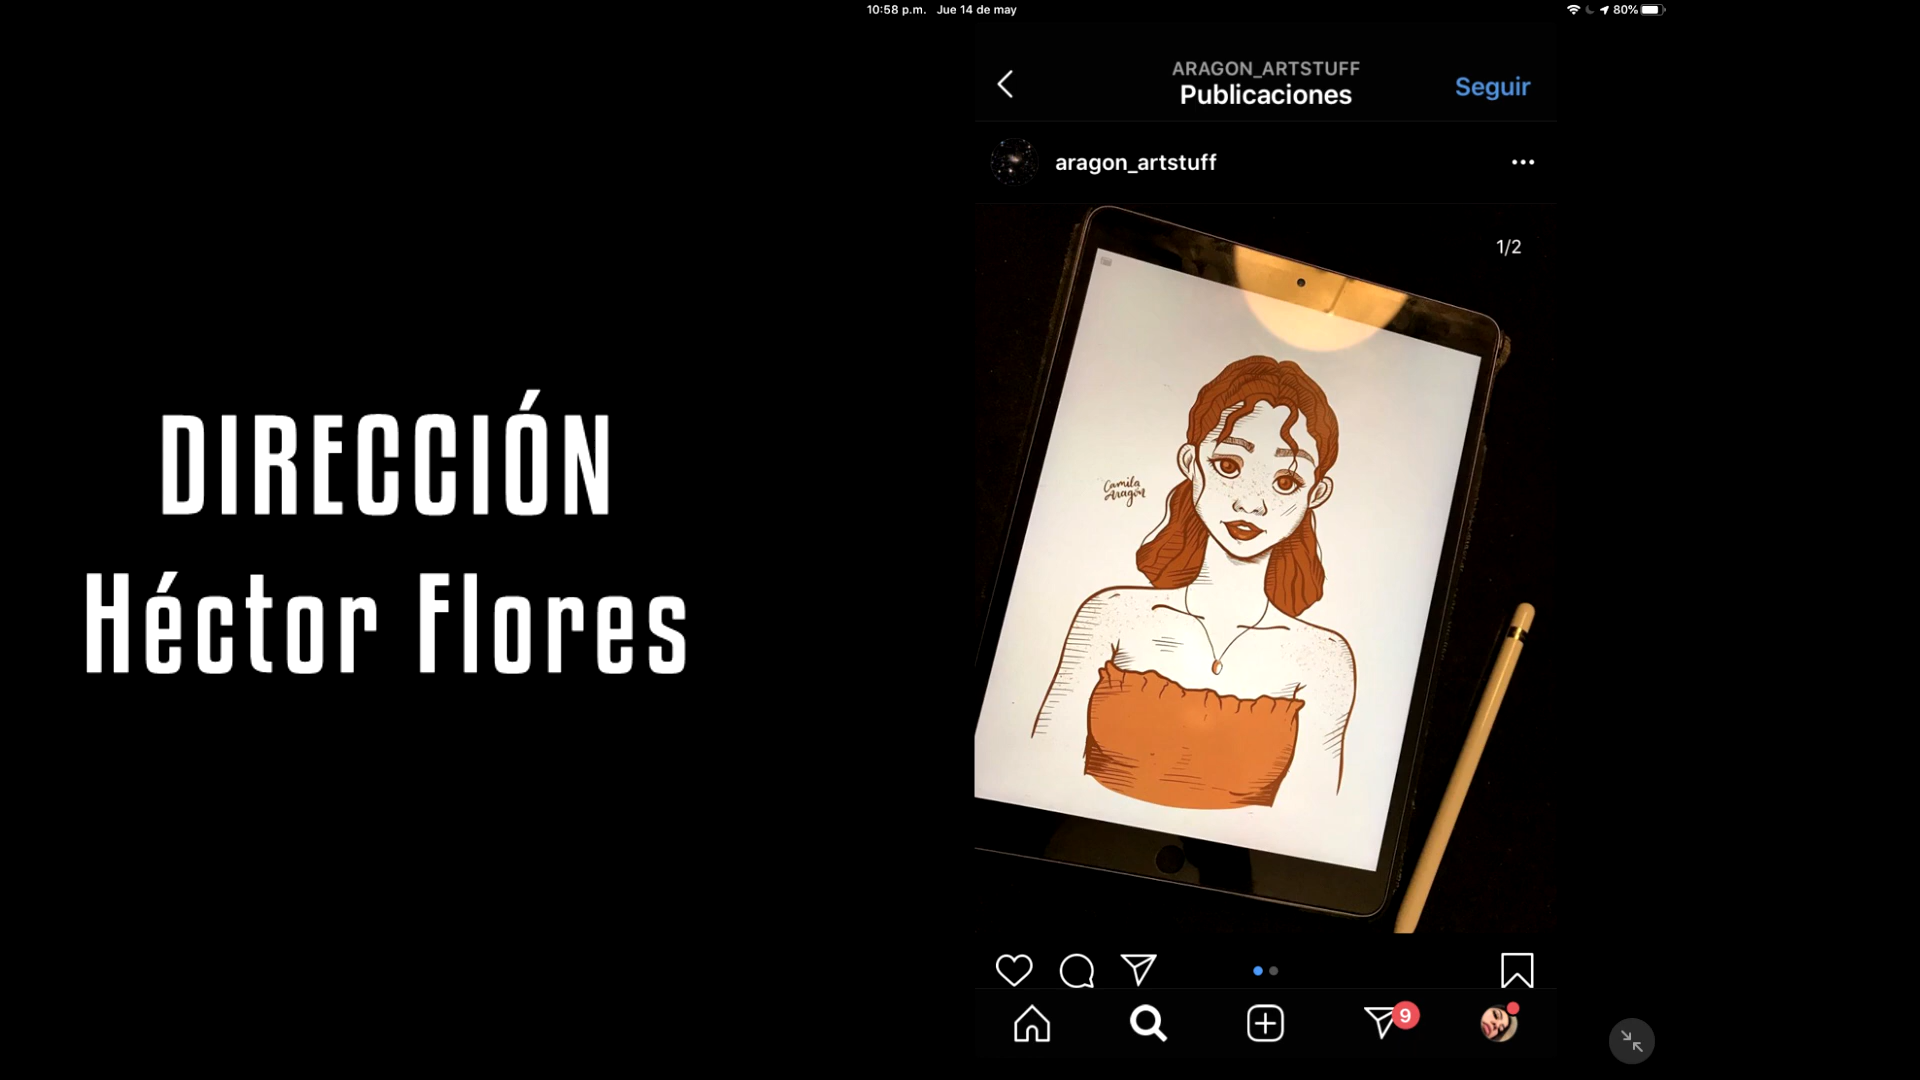 10:58 p.m. Jue 14 de may
80%
ARAGON_ARTSTUFF
Publicaciones
Seguir
aragon_artstuff
1/2
Camila
Aragón
DIRECCIÓN
Héctor Flores
9